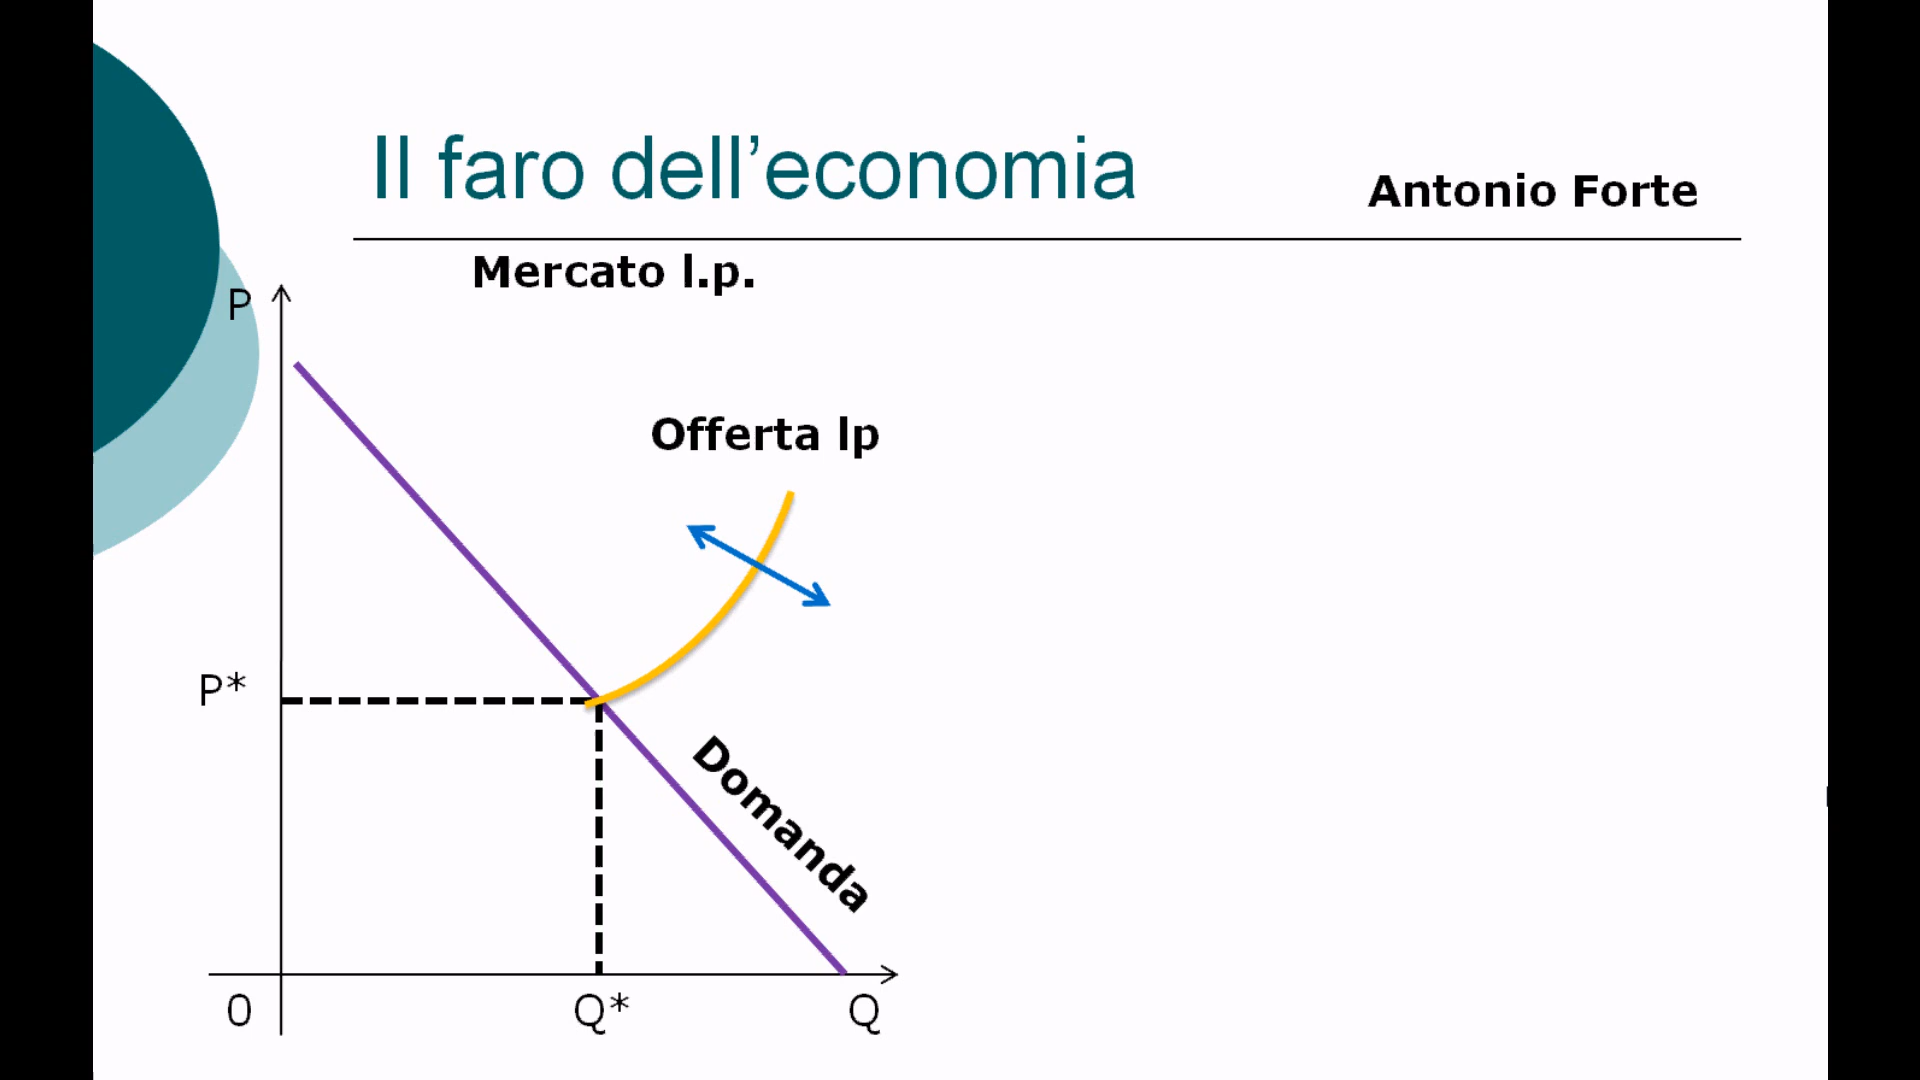 Il faro dell’economia
Antonio Forte
Mercato l.p.
P
Offerta lp
P*
Domanda
0
Q*
Q